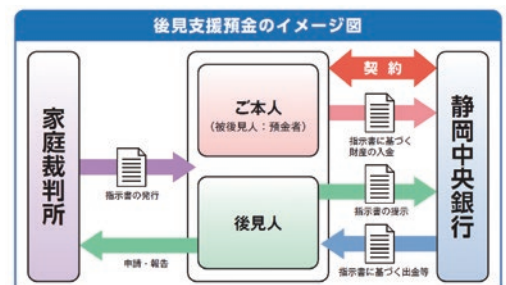 後見支援預金のイメージ図
家庭裁判所
指示書の発行
申請・報告
ご本人
（被後見人：預金者）
後見人
契約
指示書に基づく
財産の入金
指示書の提示
指示書に基づく出金等
静岡中央銀行